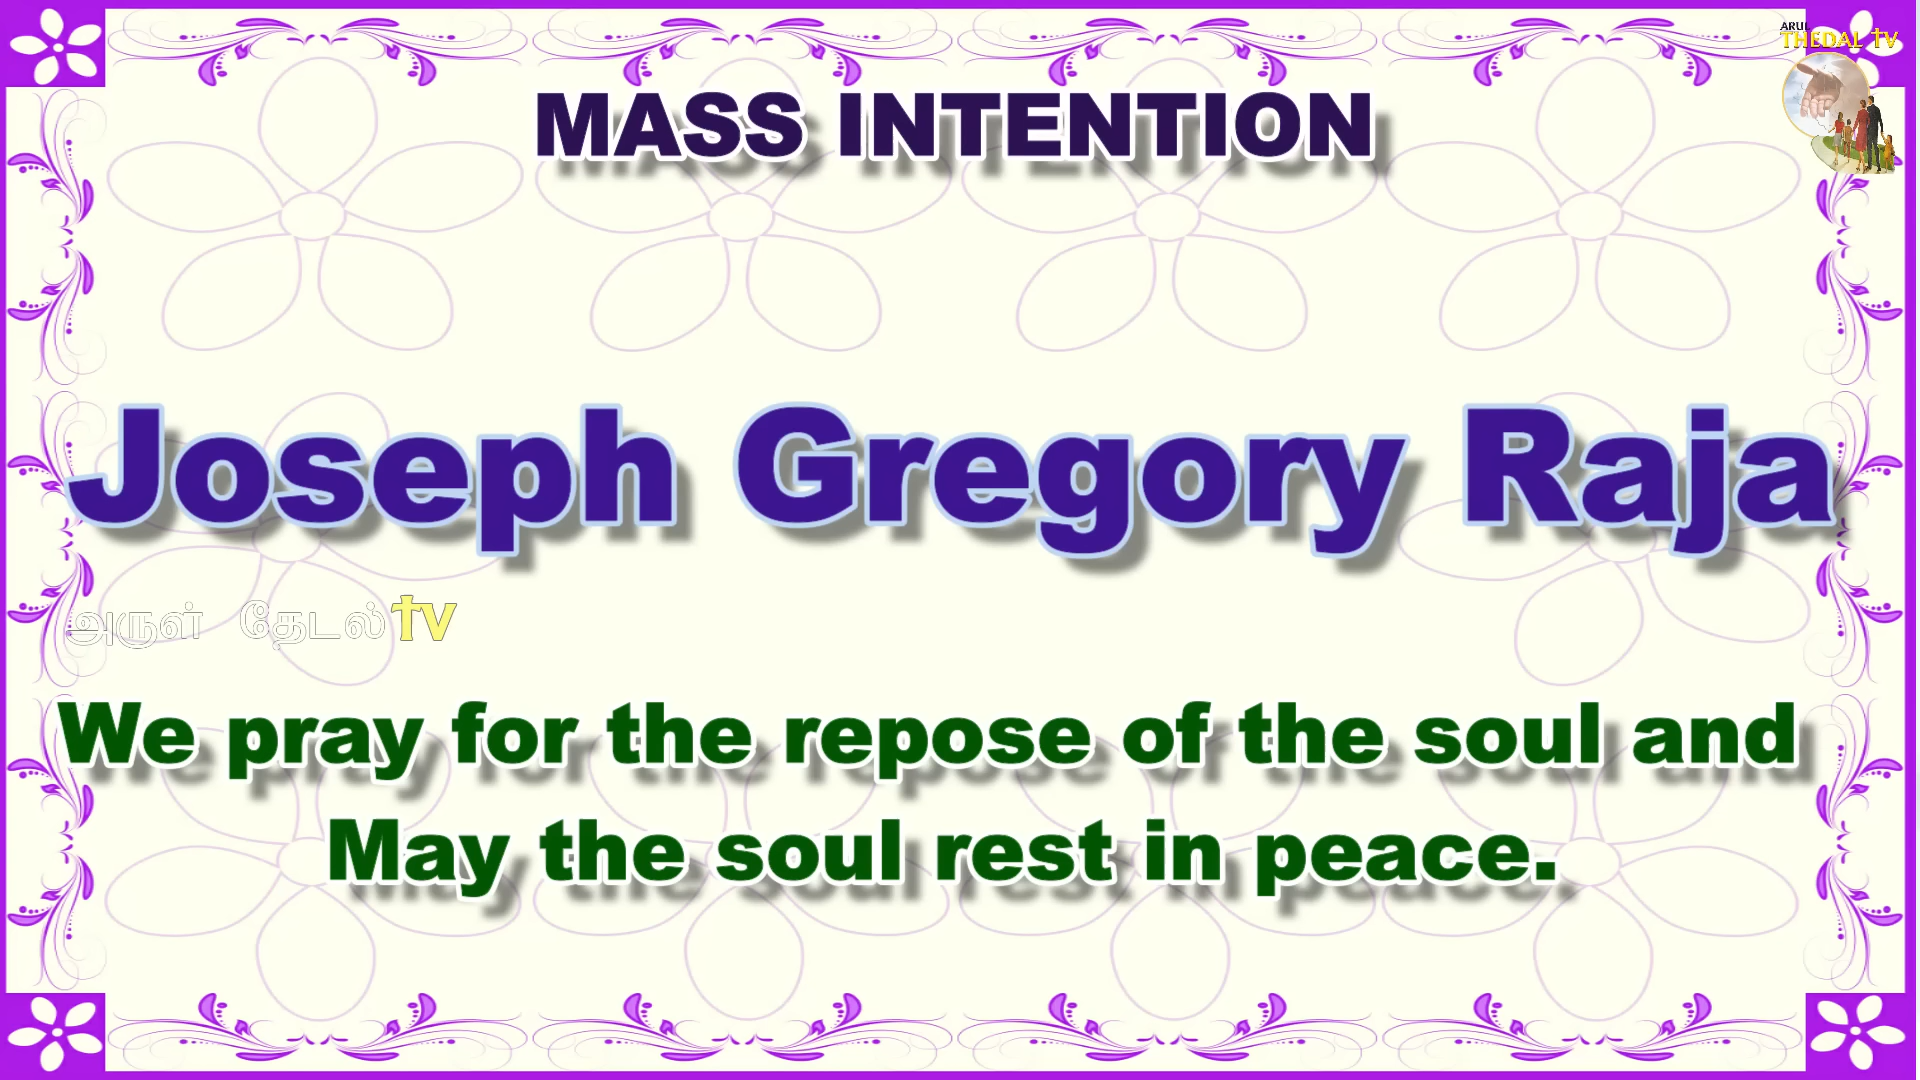 ARUL
THEDAL TV
MASS INTENTION
Joseph Gregory Raja
அருள் தேடல் tv
We pray for the repose of the soul and
May the soul rest in peace.